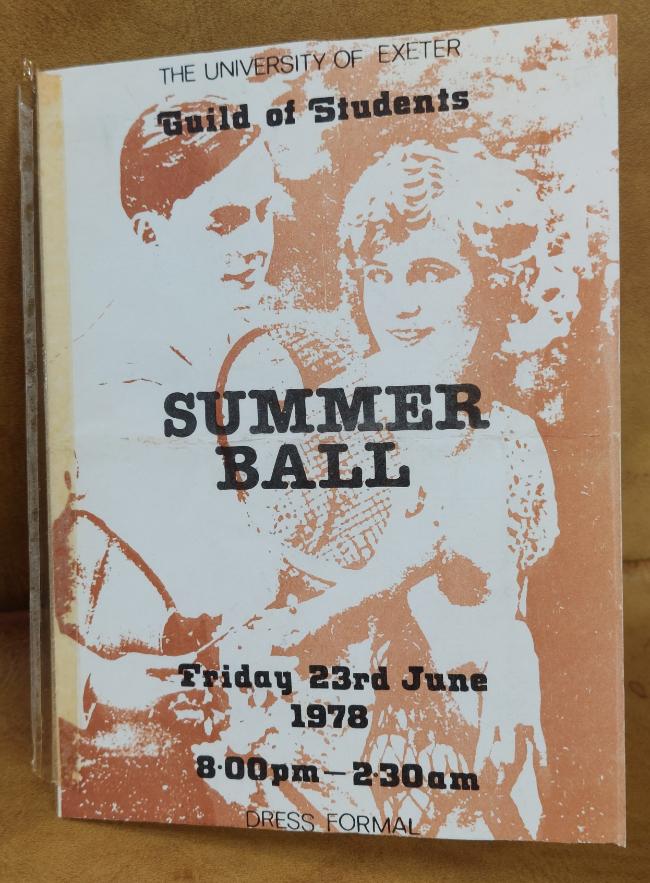 THE UNIVERSITY OF EXETER
Guild of Students
SUMMER
BALL
Friday 23rd June
1978
8·00pm – 2·30am
DRESS FORMAL